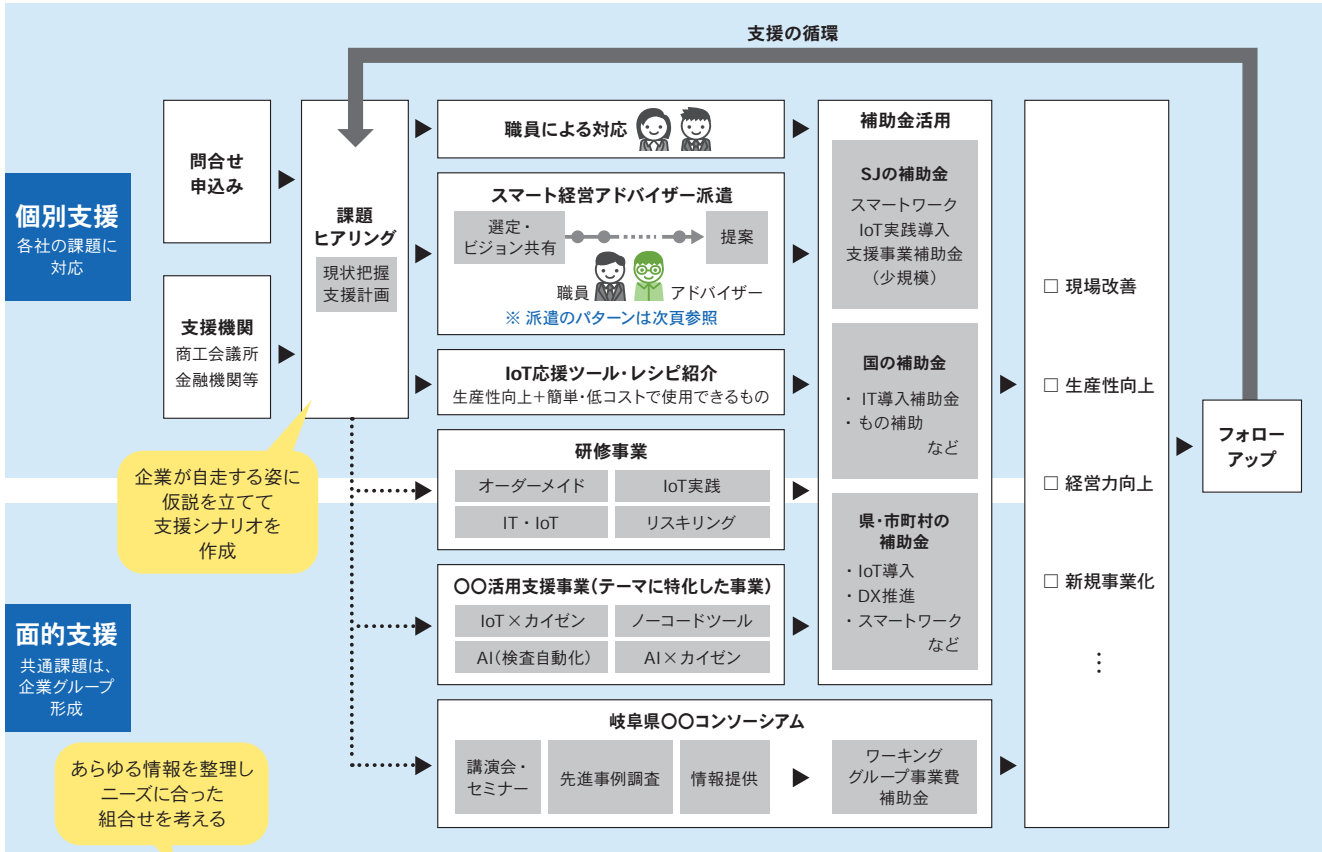 支援の循環
個別支援
各社の課題に
対応
問合せ
申込み
支援機関
商工会議所
金融機関等
課題
ヒアリング
現状把握
支援計画
企業が自走する姿に
仮説を立てて
支援シナリオを
作成
職員による対応
スマート経営アドバイザー派遣
選定・
ビジョン共有
提案
職員
アドバイザー
※ 派遣のパターンは次頁参照
IoT応援ツール・レシピ紹介
生産性向上＋簡単・低コストで使用できるもの
研修事業
オーダーメイド
IoT実践
IT・IoT
リスキリング
面的支援
共通課題は、
企業グループ
形成
あらゆる情報を整理し
ニーズに合った
組合せを考える
〇〇活用支援事業（テーマに特化した事業）
IoT×カイゼン
ノーコードツール
AI（検査自動化）
AI×カイゼン
岐阜県〇〇コンソーシアム
講演会・
セミナー
先進事例調査
情報提供
ワーキング
グループ事業費
補助金
補助金活用
SJの補助金
スマートワーク
IoT実践導入
支援事業補助金
（少規模）
国の補助金
・ IT導入補助金
・ もの補助
など
県・市町村の
補助金
・IoT導入
・DX推進
・スマートワーク
など
□ 現場改善
□ 生産性向上
□ 経営力向上
□ 新規事業化
⋮
フォロー
アップ